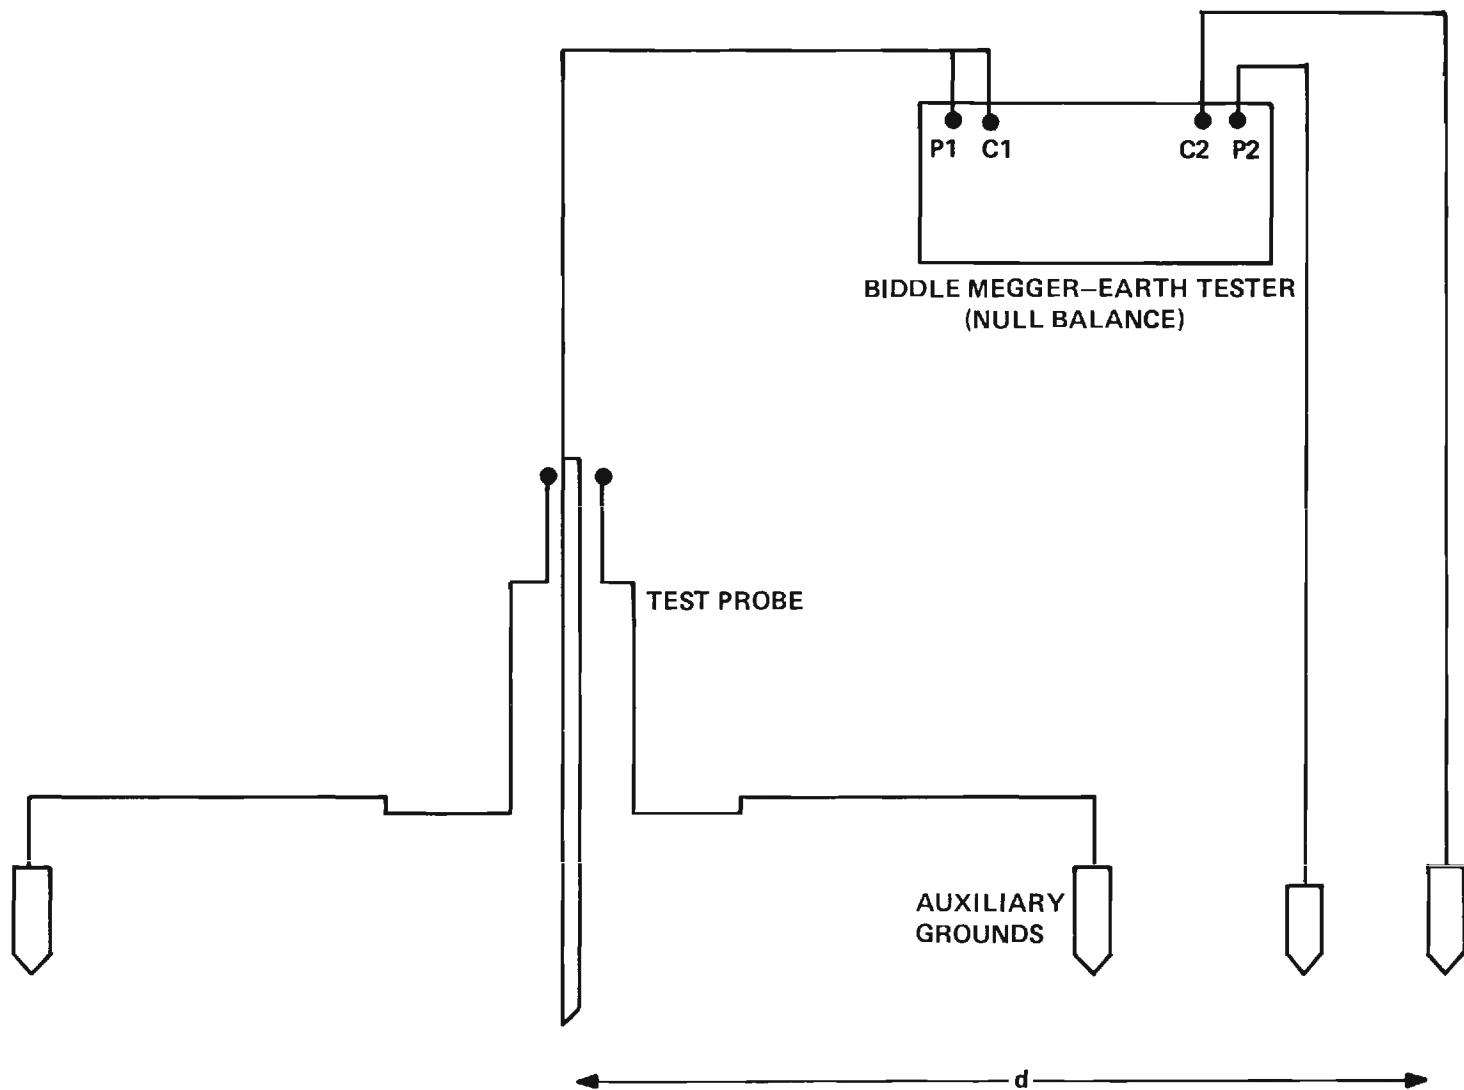 P1 C1 C2 P2
BIDDLE MEGGER–EARTH TESTER
(NULL BALANCE)
TEST PROBE
AUXILIARY
GROUNDS
d